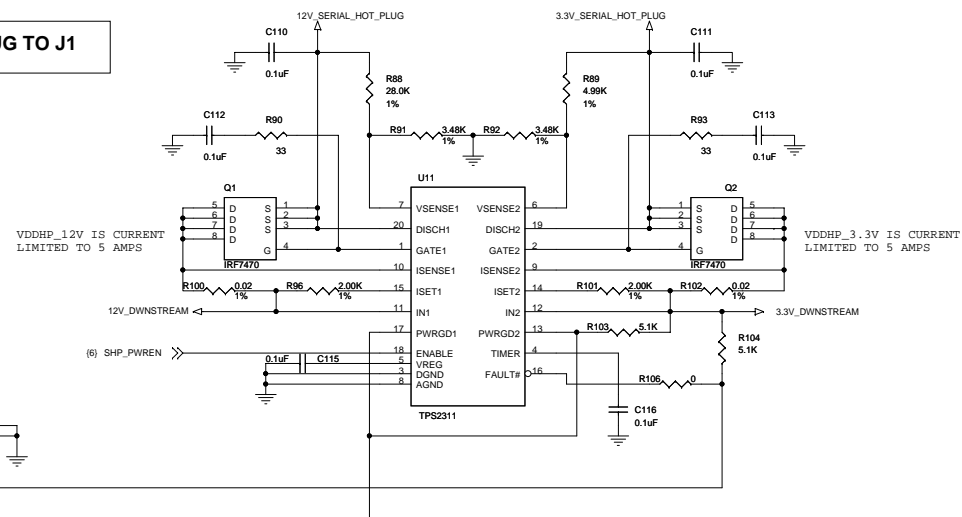 12V_SERIAL_HOT_PLUG
3.3V_SERIAL_HOT_PLUG
UG TO J1
C110
0.1uF
R88
28.0K
1%
R89
4.99K
1%
C111
0.1uF
C112
0.1uF
R90
33
R91
3.48K
1%
R92
3.48K
1%
R93
33
C113
0.1uF
Q1
5
6
7
8
D
D
D
D
S
S
S
G
1
2
3
4
IRF7470
VDDHP_12V IS CURRENT
LIMITED TO 5 AMPS
U11
7 VSENSE1
20 DISCH1
1 GATE1
10 ISENSE1
15 ISET1
11 IN1
17 PWRGD1
18 ENABLE
5 VREG
3 DGND
8 AGND
VSENSE2 6
DISCH2 19
GATE2 2
ISENSE2 9
ISET2 14
IN2 12
PWRGD2 13
TIMER 4
FAULT# 16
TPS2311
Q2
1
2
3
4
S
S
S
G
D
D
D
D
5
6
7
8
IRF7470
VDDHP_3.3V IS CURRENT
LIMITED TO 5 AMPS
R100
0.02
1%
R96
2.00K
1%
R101
2.00K
1%
R102
0.02
1%
12V_DWNSTREAM
3.3V_DWNSTREAM
R103
5.1K
R104
5.1K
{6} SHP_PWREN
0.1uF
C115
R106
0
C116
0.1uF